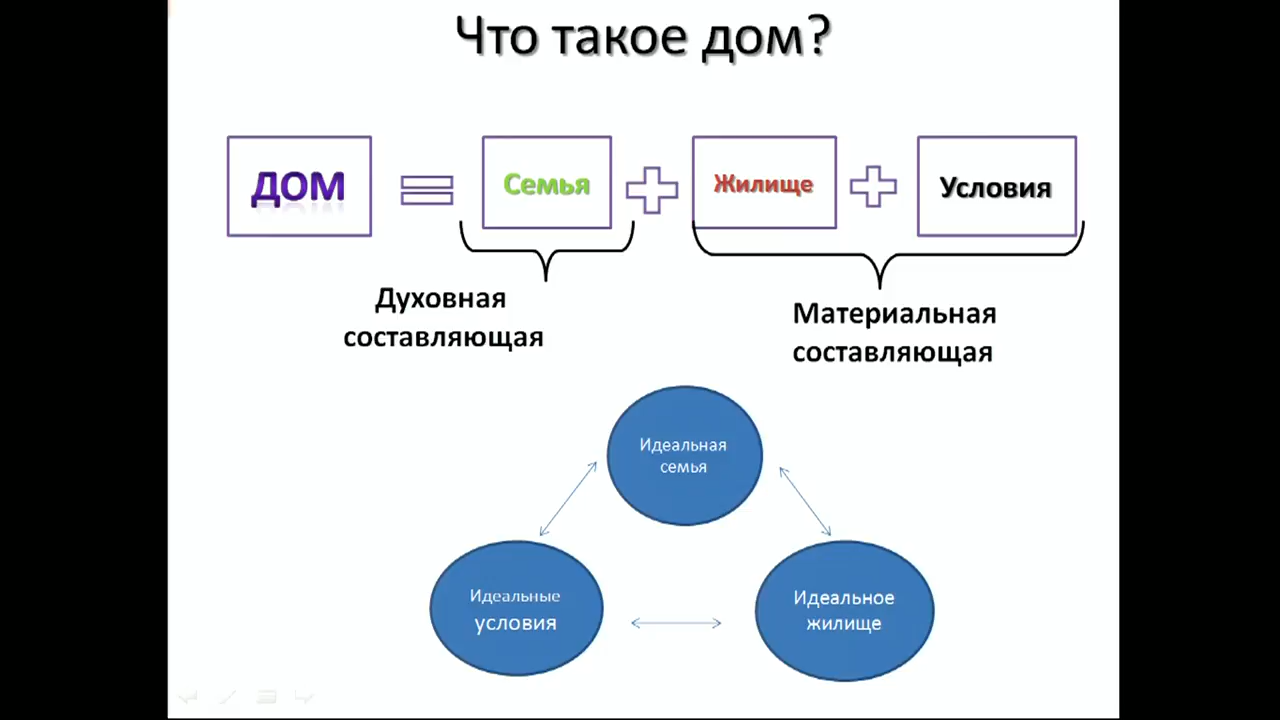 Что такое дом?
ДОМ
Семья
Жилище
Условия
Духовная
составляющая
Материальная
составляющая
Идеальная
семья
Идеальные
условия
Идеальное
жилище